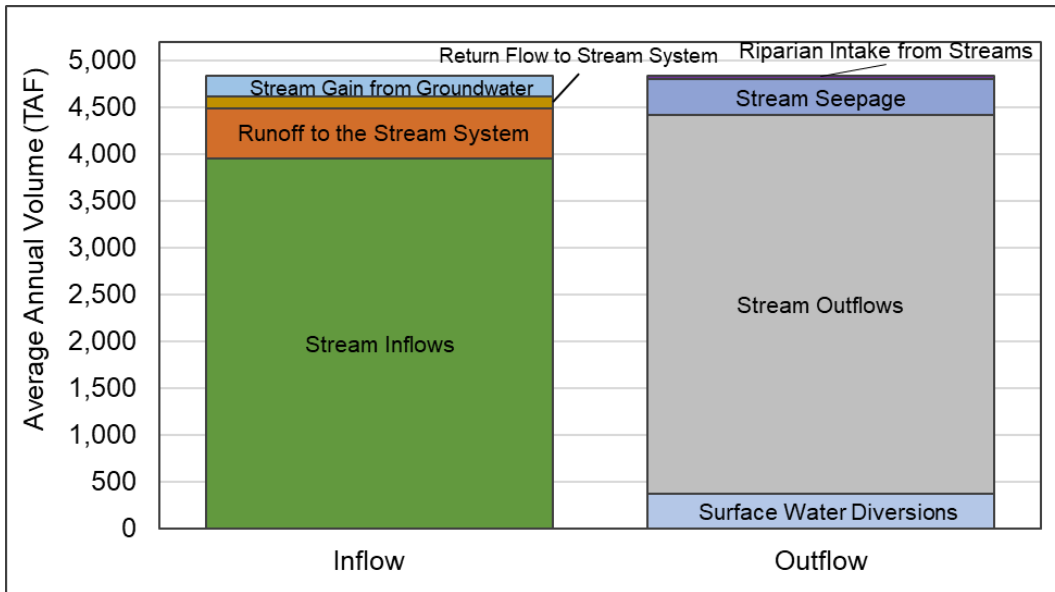 Average Annual Volume (TAF)
5,000
4,500
4,000
3,500
3,000
2,500
2,000
1,500
1,000
500
0
Return Flow to Stream System
Riparian Intake from Streams
Stream Gain from Groundwater
Stream Seepage
Runoff to the Stream System
Stream Outflows
Stream Inflows
Surface Water Diversions
Inflow
Outflow